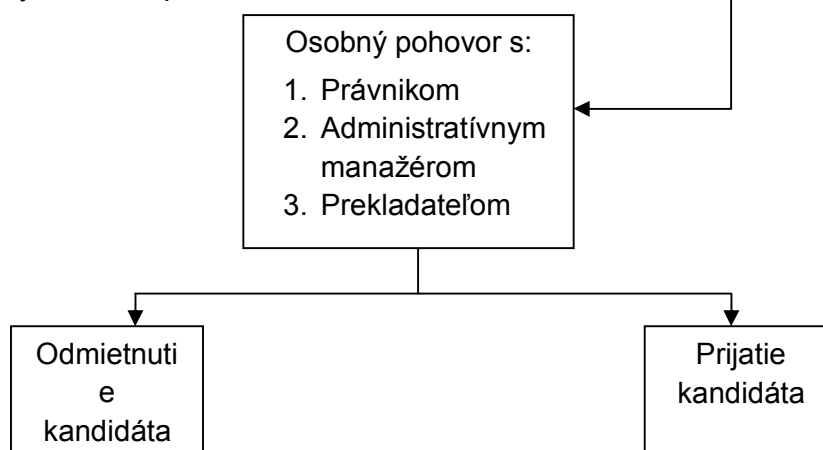 Osobný pohovor s:
1. Právnikom
2. Administratívnym
manažérom
3. Prekladateľom
Odmietnuti
e
kandidáta
Prijatie
kandidáta